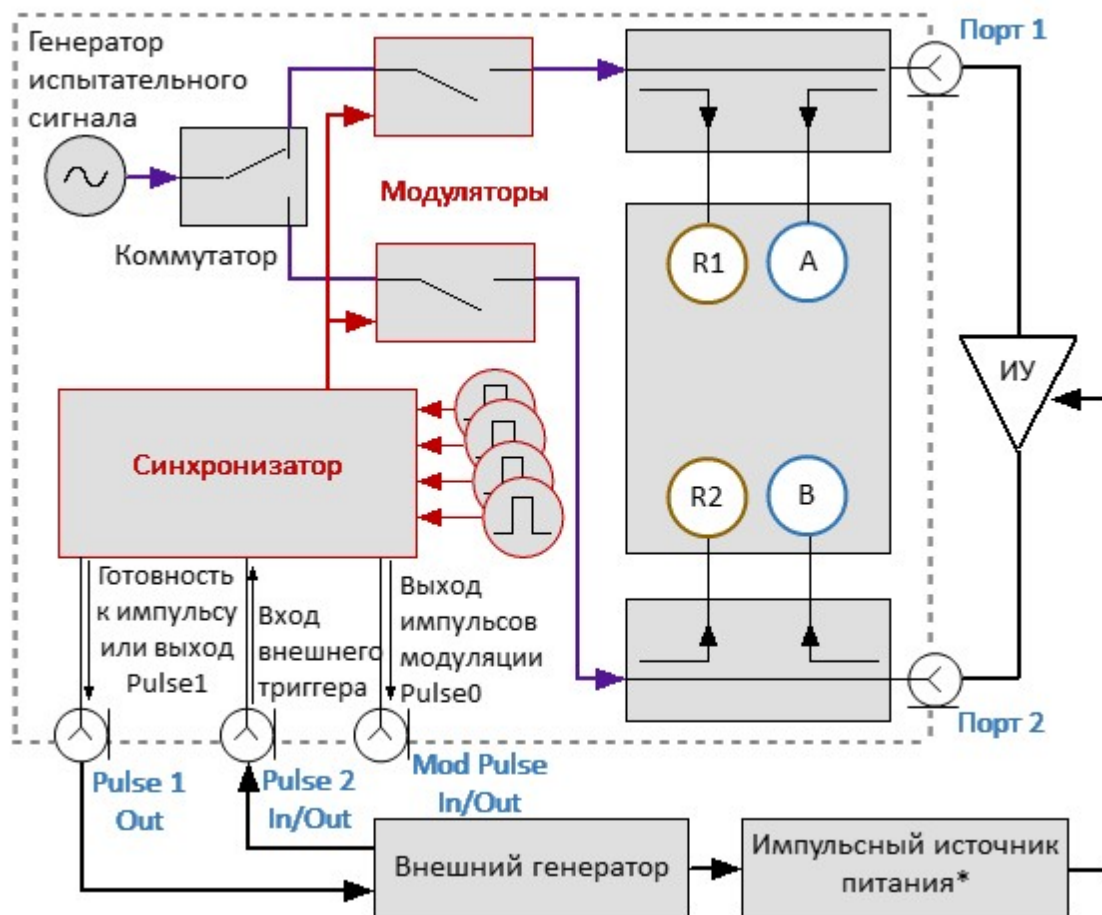 Генератор
испытательного
сигнала
Коммутатор
Модуляторы
Порт 1
R1
A
ИУ
Синхронизатор
R2
B
Готовность
к импульсу
или выход
Pulse1
Вход
внешнего
триггера
Выход
импульсов
модуляции
Pulse0
Порт 2
Pulse 1
Out
Pulse 2
In/Out
Mod Pulse
In/Out
Внешний генератор
Импульсный источник
питания*